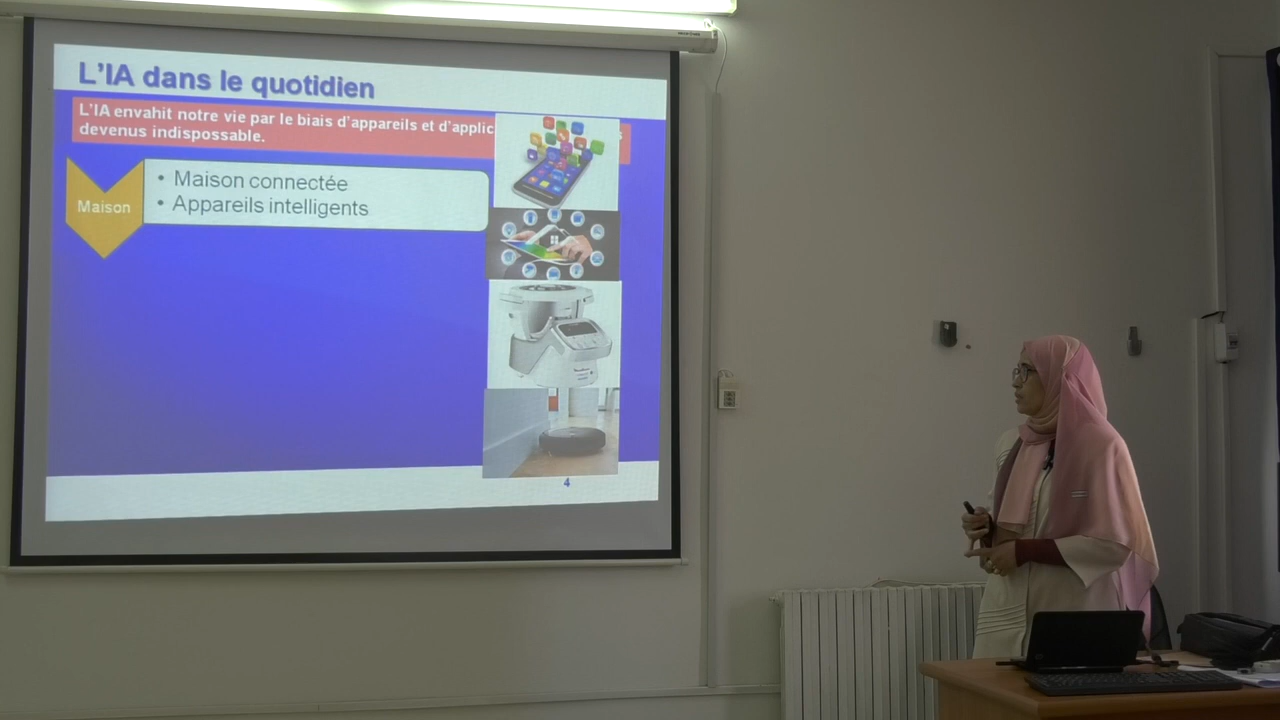 L'IA dans le quotidien
L'IA envahit notre vie par le biais d'appareils et d'applic
devenus indispossable.
Maison
• Maison connectée
• Appareils intelligents
4